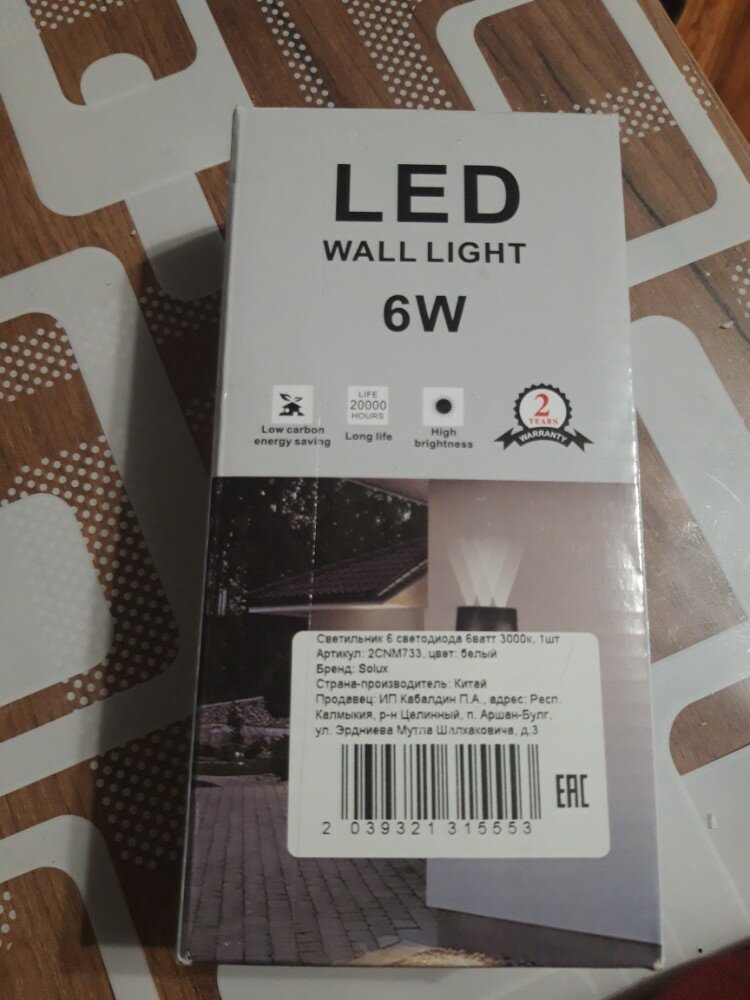 LED
WALL LIGHT
6W
Low carbon
energy saving
LIFE
20000
HOURS
Long life
High
brightness
2
YEARS
WARRANTY
Светильник 6 светодиода 6ватт 3000к, 1шт
Артикул: 2CNM733, цвет: белый
Бренд: Solux
Страна-производитель: Китай
Продавец: ИП Кабалдин П.А., адрес: Респ.
Калмыкия, р-н Целинный, п. Аршан-Булг,
ул. Эрдниева Мутла Шалхаковича, д.3
2 039321 315553
EAC